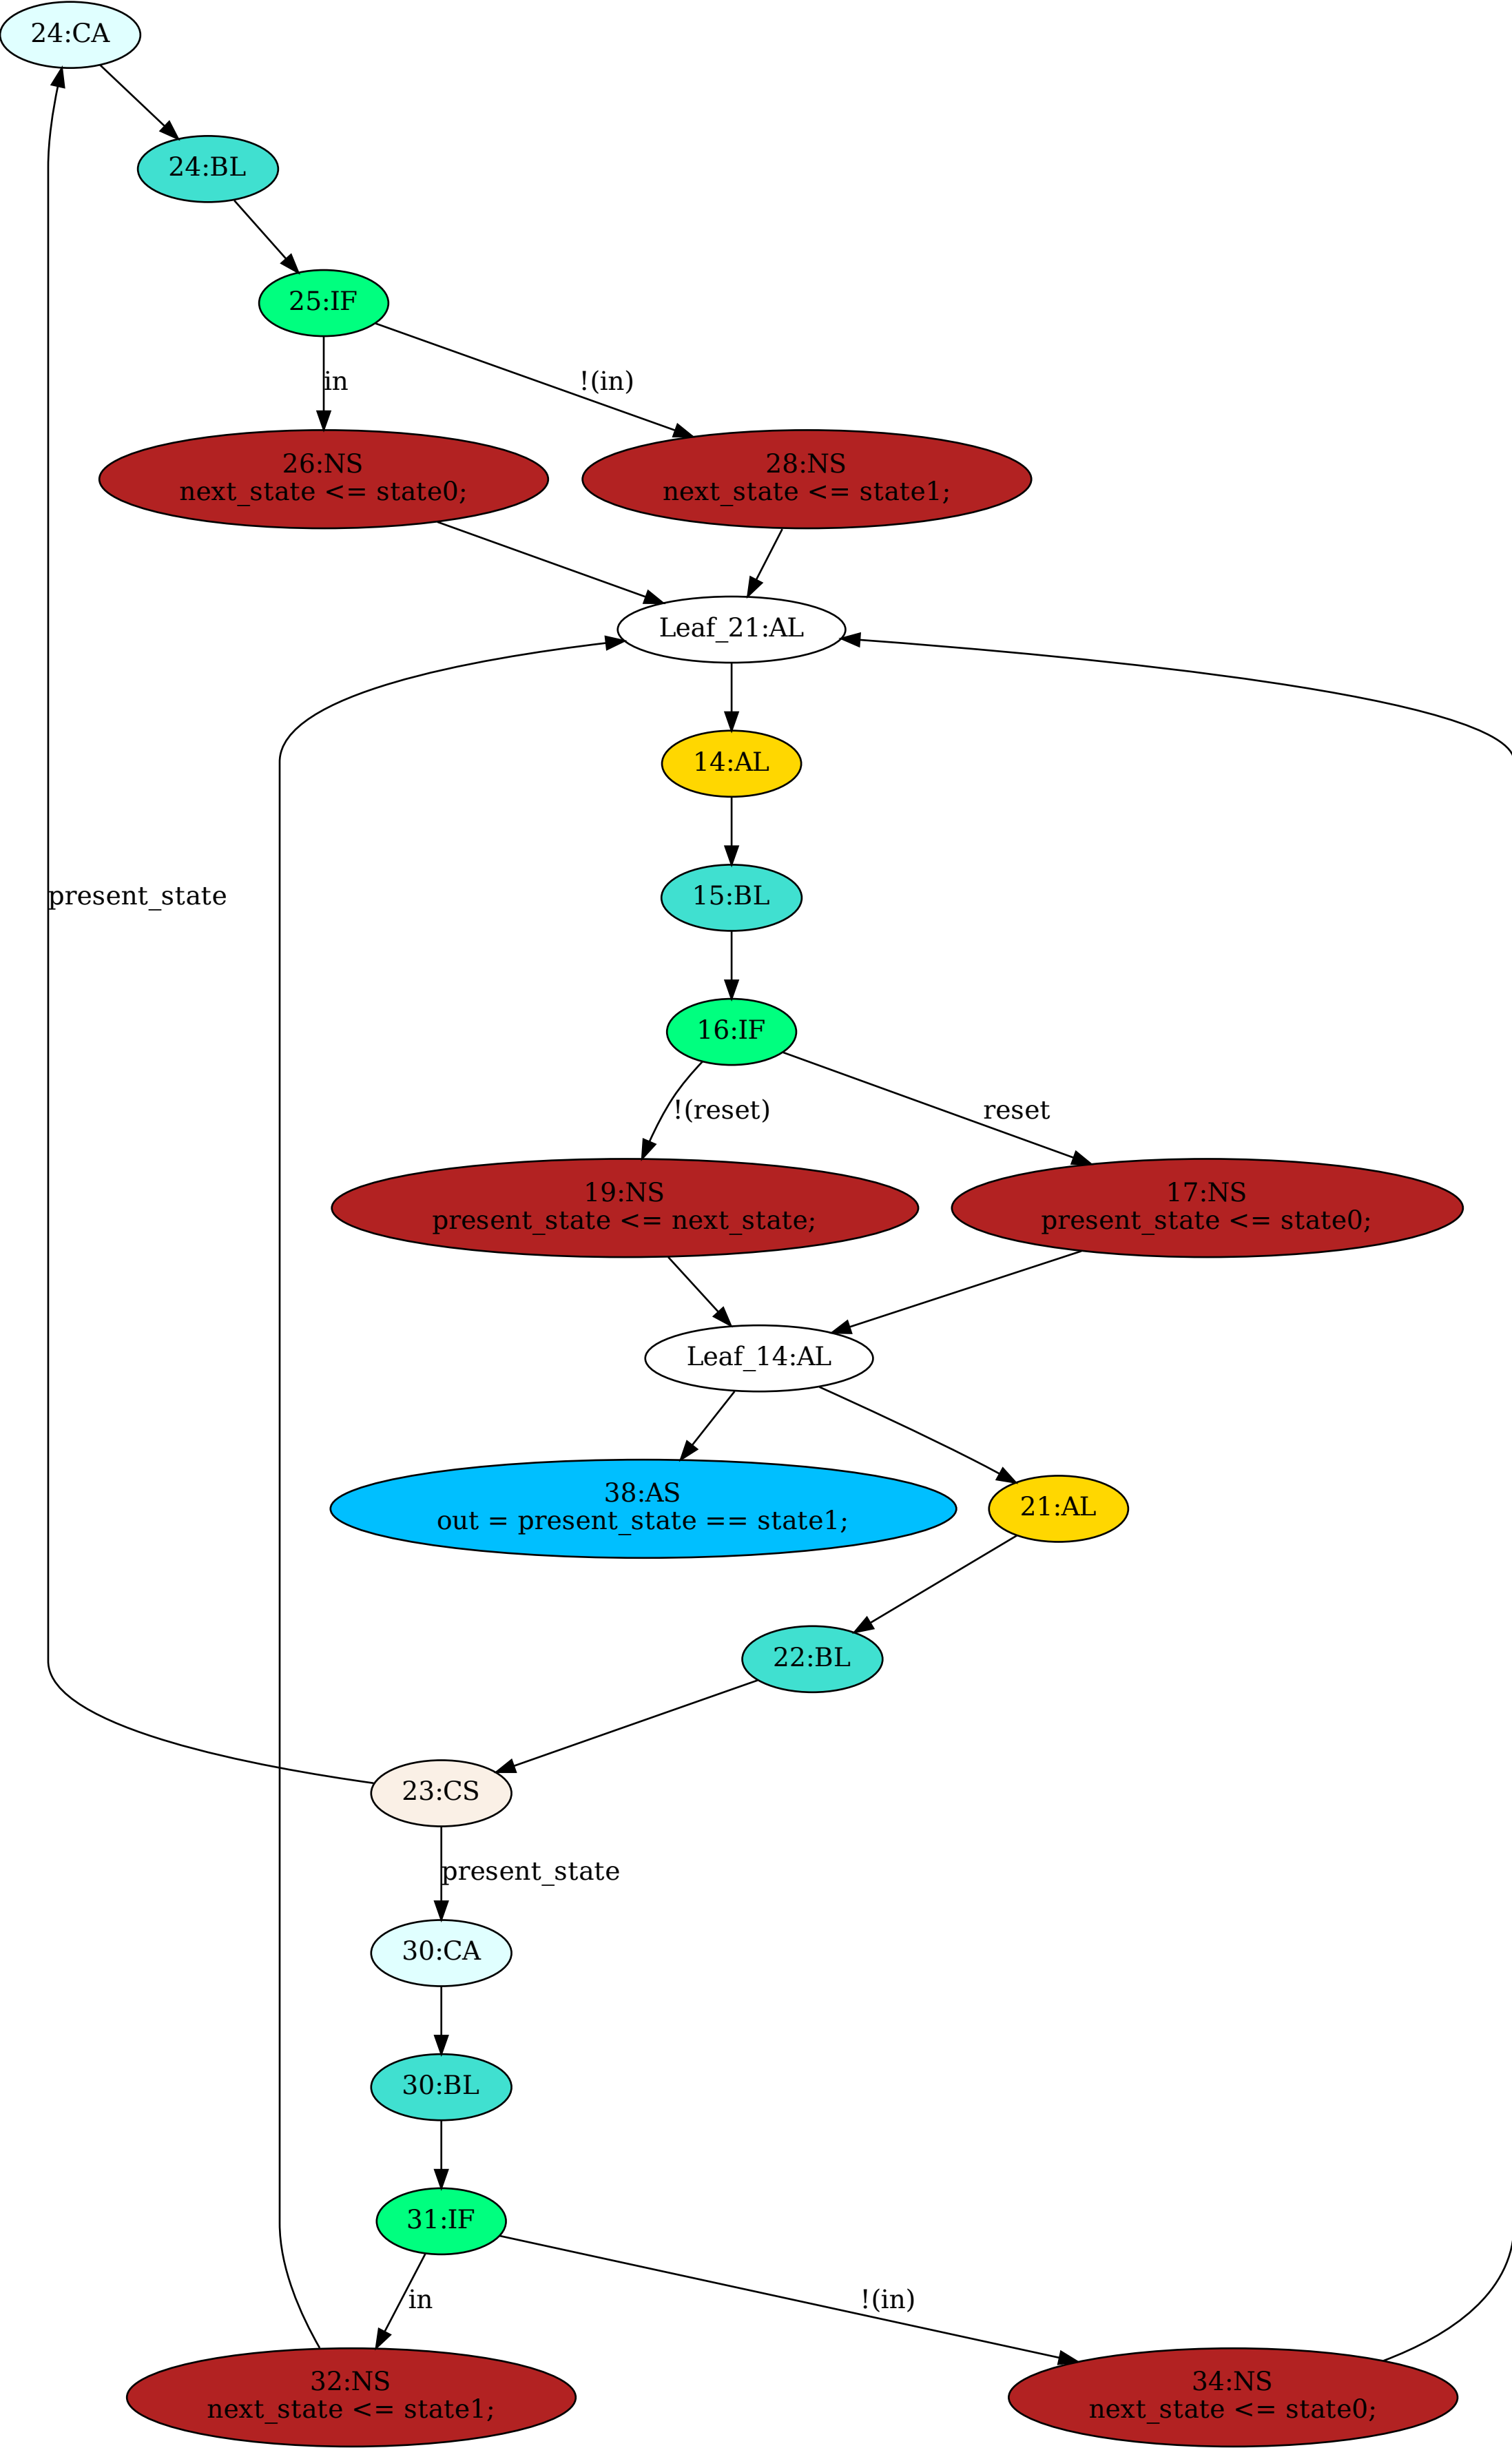 24:CA
24:BL
25:IF
in
!(in)
26:NS
next_state <= state0;
28:NS
next_state <= state1;
Leaf_21:AL
14:AL
present_state
15:BL
16:IF
!(reset)
reset
19:NS
present_state <= next_state;
17:NS
present_state <= state0;
Leaf_14:AL
38:AS
out = present_state == state1;
21:AL
22:BL
23:CS
present_state
30:CA
30:BL
31:IF
in
!(in)
32:NS
next_state <= state1;
34:NS
next_state <= state0;